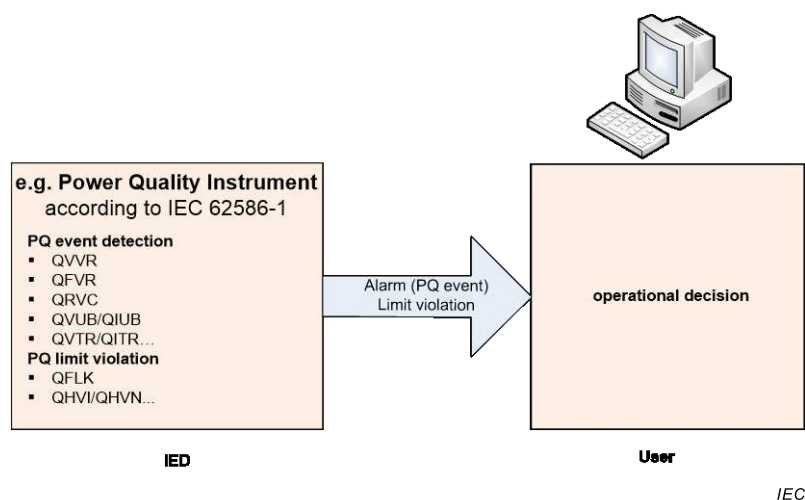 e.g. Power Quality Instrument
according to IEC 62586-1
PQ event detection
▪ QVVR
▪ QFVR
▪ QRVC
▪ QVUB/QIUB
▪ QVTR/QITR...
PQ limit violation
▪ QFLK
▪ QHVI/QHVN...
Alarm (PQ event)
Limit violation
operational decision
IED
User
IEC